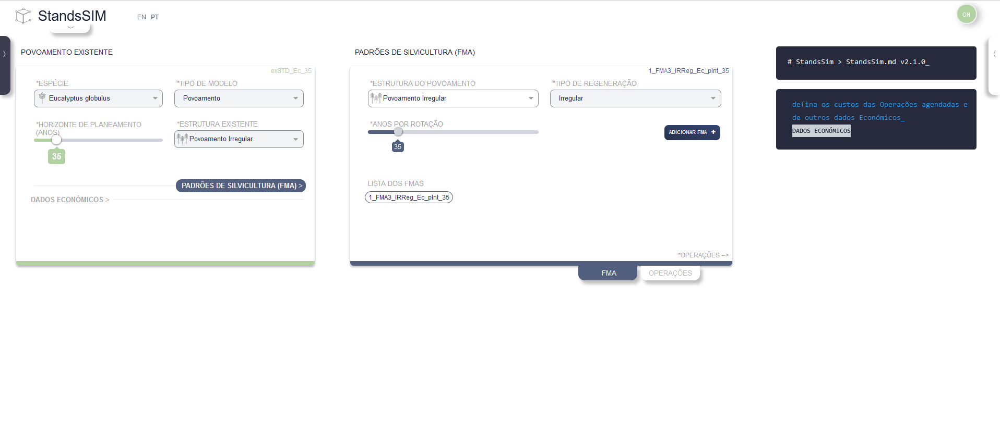 StandsSIM
EN PT
ON
POVOAMENTO EXISTENTE
exSTD_Ec_35
*ESPÉCIE
*TIPO DE MODELO
Eucalyptus globulus
Povoamento
*HORIZONTE DE PLANEAMENTO
(ANOS)
*ESTRUTURA EXISTENTE
Povoamento Irregular
35
PADRÕES DE SILVICULTURA (FMA) >
DADOS ECONÓMICOS >
PADRÕES DE SILVICULTURA (FMA)
1_FMA3_IRReg_Ec_pInt_35
*ESTRUTURA DO POVOAMENTO
*TIPO DE REGENERAÇÃO
Povoamento Irregular
Irregular
*ANOS POR ROTAÇÃO
35
ADICIONAR FMA +
LISTA DOS FMAS
1_FMA3_IRReg_Ec_pInt_35
*OPERAÇÕES -->
FMA
OPERAÇÕES
# StandsSim > StandsSim.md v2.1.0_
defina os custos das Operações agendadas e
de outros dados Económicos_
DADOS ECONÓMICOS